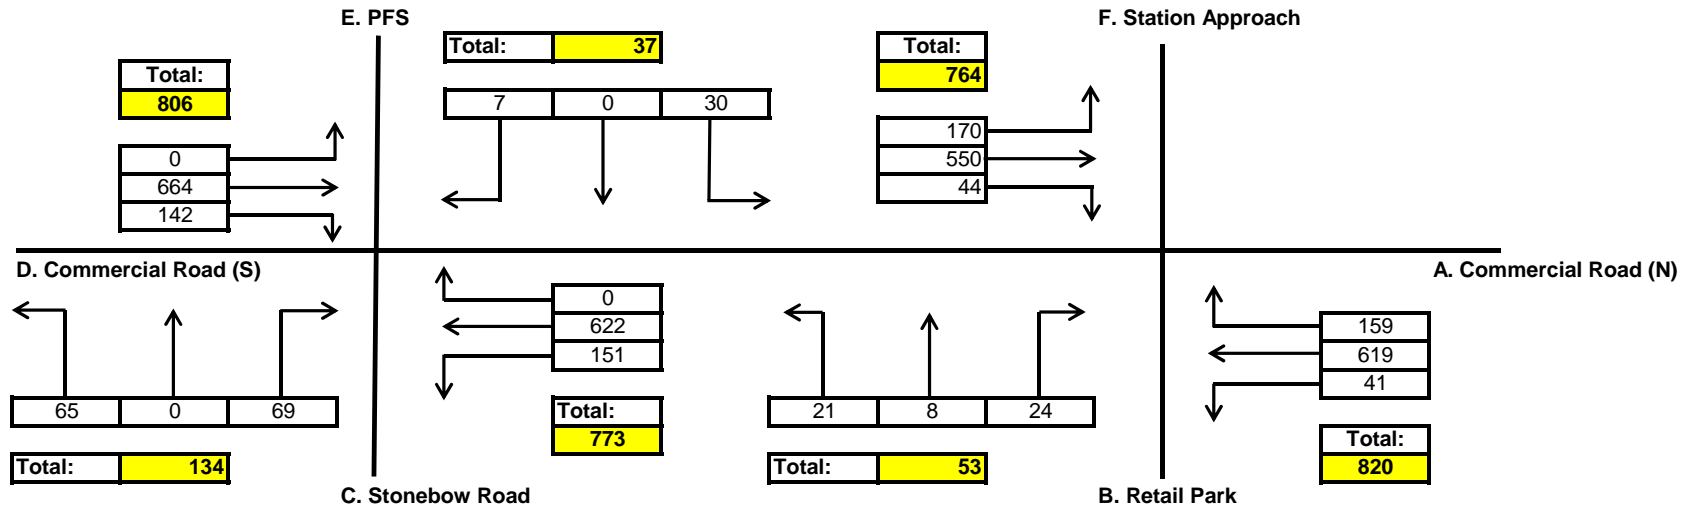 E. PFS
F. Station Approach
Total: 37
Total:
764
Total:
806
7 0 30
170
550
44
0
664
142
D. Commercial Road (S)
A. Commercial Road (N)
0
622
151
159
619
41
65 0 69
Total:
773
21 8 24
Total:
820
Total: 134
Total: 53
C. Stonebow Road
B. Retail Park